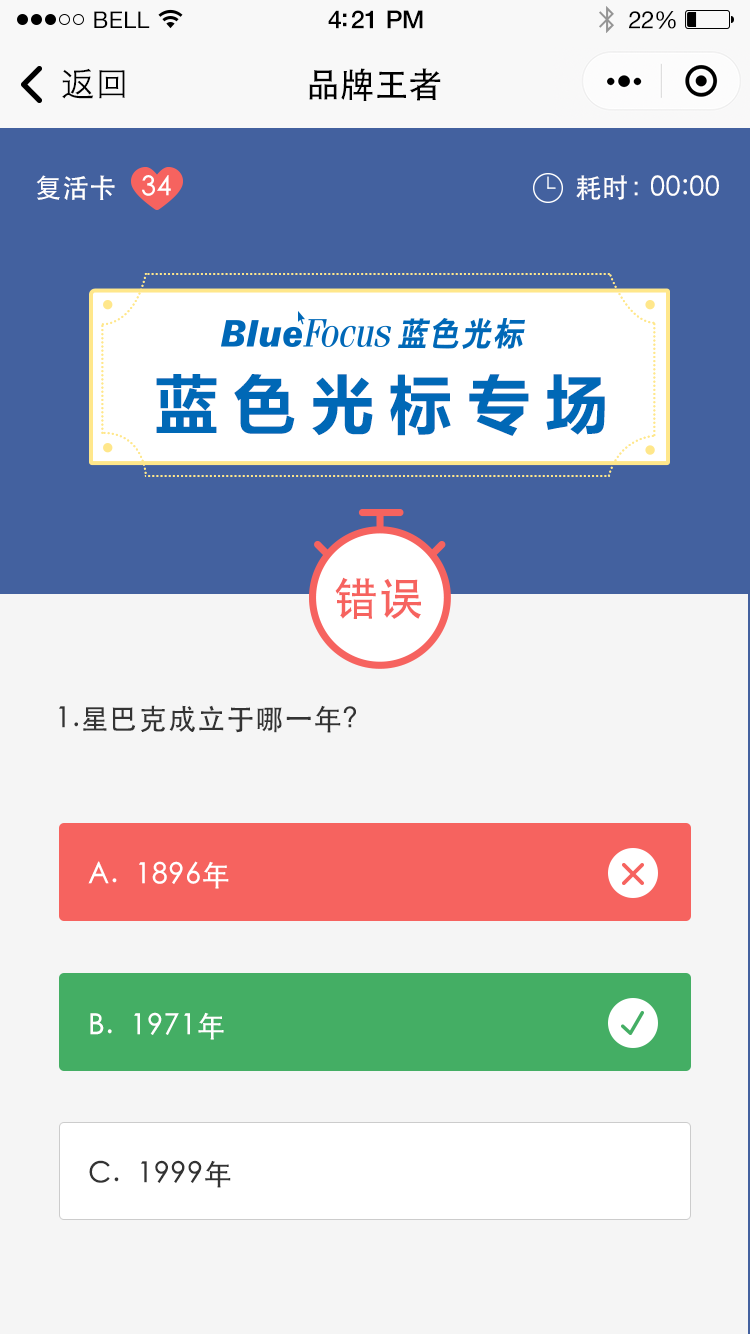 BELL 4:21 PM 22%
返回 品牌王者
复活卡 34 耗时: 00:00
BlueFocus 蓝色光标
蓝色光标专场
错误
1.星巴克成立于哪一年?
A. 1896年
B. 1971年
C. 1999年